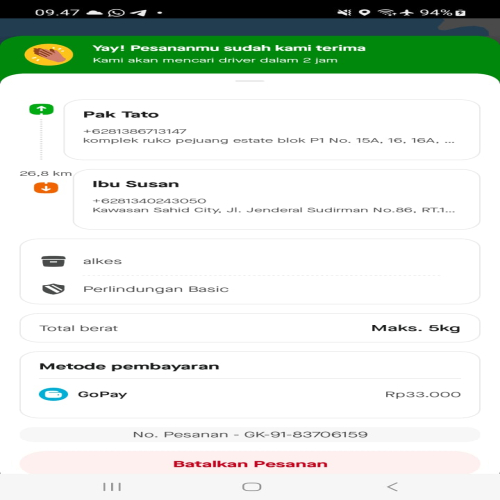 09.47
94%
Yay! Pesananmu sudah kami terima
Kami akan mencari driver dalam 2 jam
Pak Tato
+6281386713147
komplek ruko pejuang estate blok P1 No. 15A, 16, 16A, ...
26,8 km
Ibu Susan
+6281340243050
Kawasan Sahid City, Jl. Jenderal Sudirman No.86, RT.1...
alkes
Perlindungan Basic
Total berat
Maks. 5kg
Metode pembayaran
GoPay
Rp33.000
No. Pesanan - GK-91-83706159
Batalkan Pesanan